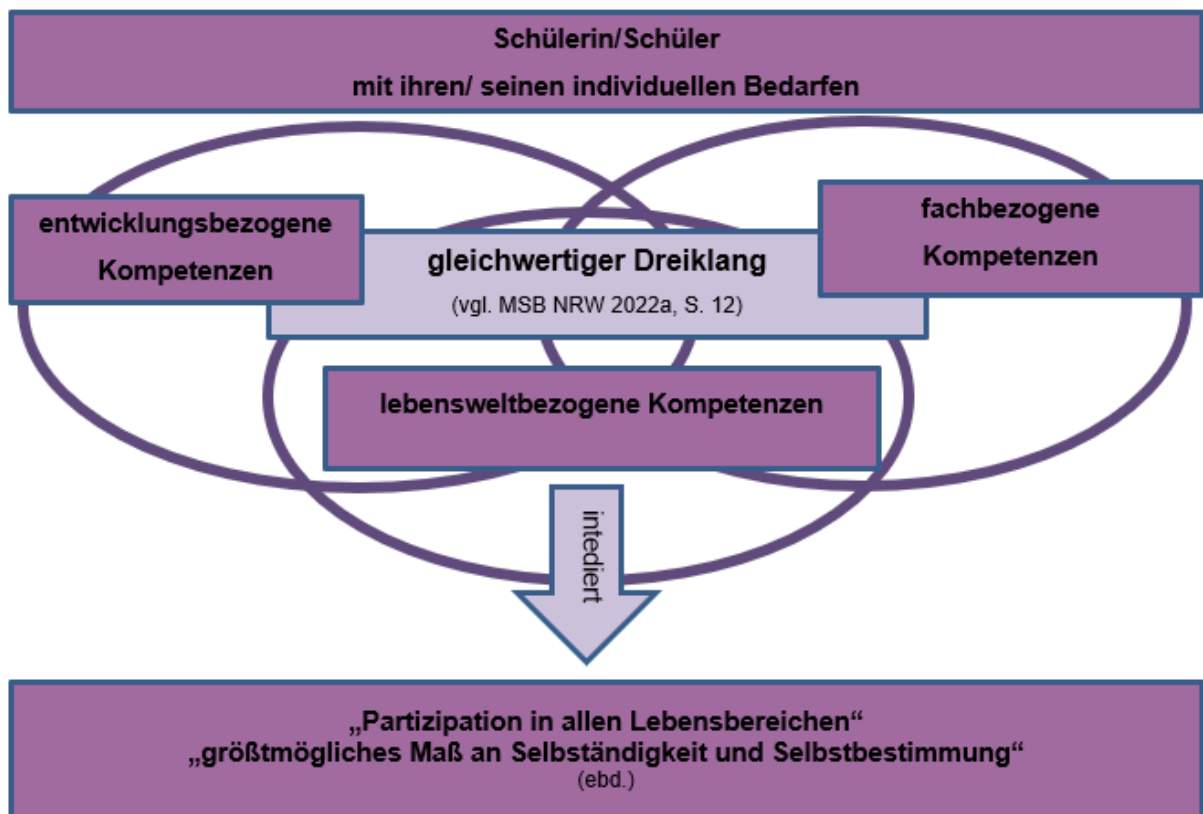 Schülerin/Schüler
mit ihren/ seinen individuellen Bedarfen
entwicklungsbezogene
Kompetenzen
fachbezogene
Kompetenzen
gleichwertiger Dreiklang
(vgl. MSB NRW 2022a, S. 12)
lebensweltbezogene Kompetenzen
intediert
„Partizipation in allen Lebensbereichen“
„größtmögliches Maß an Selbständigkeit und Selbstbestimmung“
(ebd.)